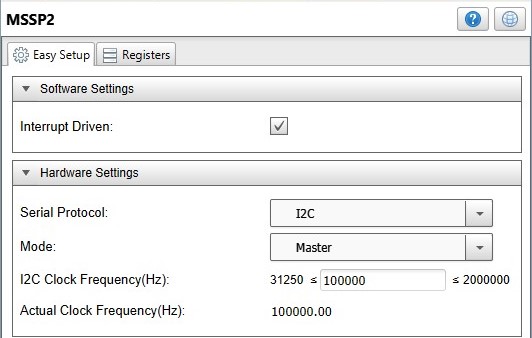 MSSP2
Easy Setup Registers
Software Settings
Interrupt Driven:
Hardware Settings
Serial Protocol: I2C
Mode: Master
I2C Clock Frequency(Hz): 31250 ≤ 100000 ≤ 2000000
Actual Clock Frequency(Hz): 100000.00